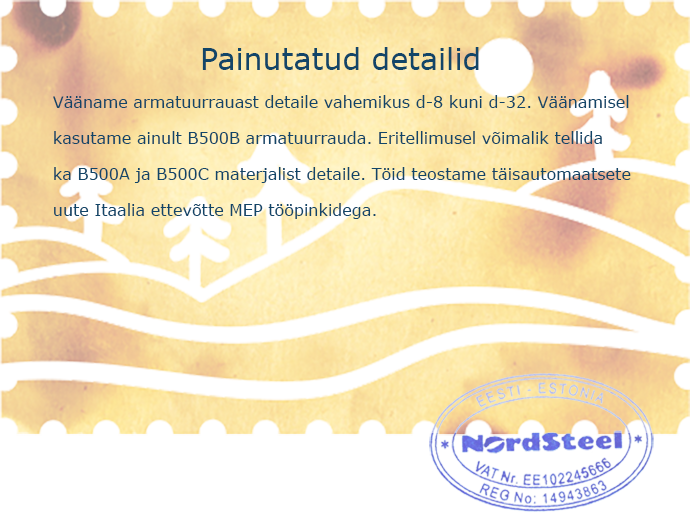 Painutatud detailid
Vääname armatuurrauast detaile vahemikus d-8 kuni d-32. Väänamisel
kasutame ainult B500B armatuurrauda. Eritellimusel võimalik tellida
ka B500A ja B500C materjalist detaile. Töid teostame täisautomaatsete
uute Itaalia ettevõtte MEP tööpinkidega.
EESTI - ESTONIA
* NordSteel *
VAT Nr. EE102245666
REG No: 14943863